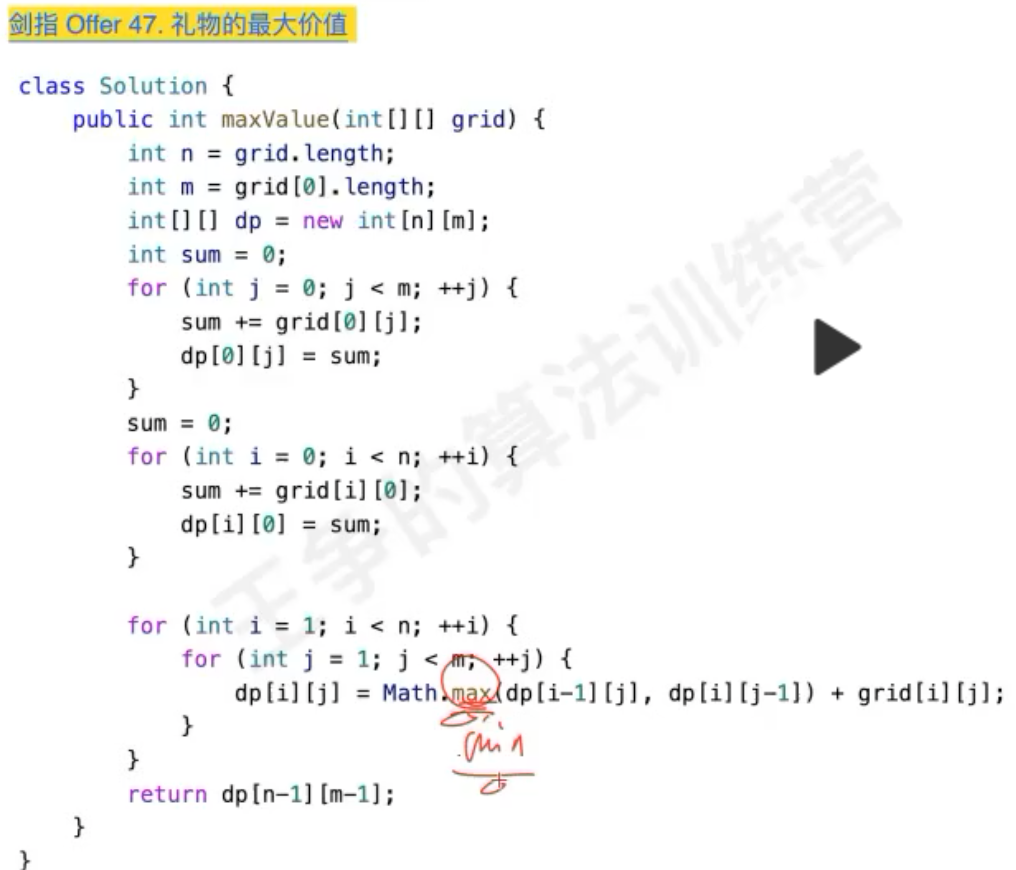 剑指 Offer 47. 礼物的最大价值
class Solution {
    public int maxValue(int[][] grid) {
        int n = grid.length;
        int m = grid[0].length;
        int[][] dp = new int[n][m];
        int sum = 0;
        for (int j = 0; j < m; ++j) {
            sum += grid[0][j];
            dp[0][j] = sum;
        }
        sum = 0;
        for (int i = 0; i < n; ++i) {
            sum += grid[i][0];
            dp[i][0] = sum;
        }
        for (int i = 1; i < n; ++i) {
            for (int j = 1; j < m; ++j) {
                dp[i][j] = Math.max(dp[i-1][j], dp[i][j-1]) + grid[i][j];
            }
min
        }
        return dp[n-1][m-1];
    }
}
王争的算法训练营